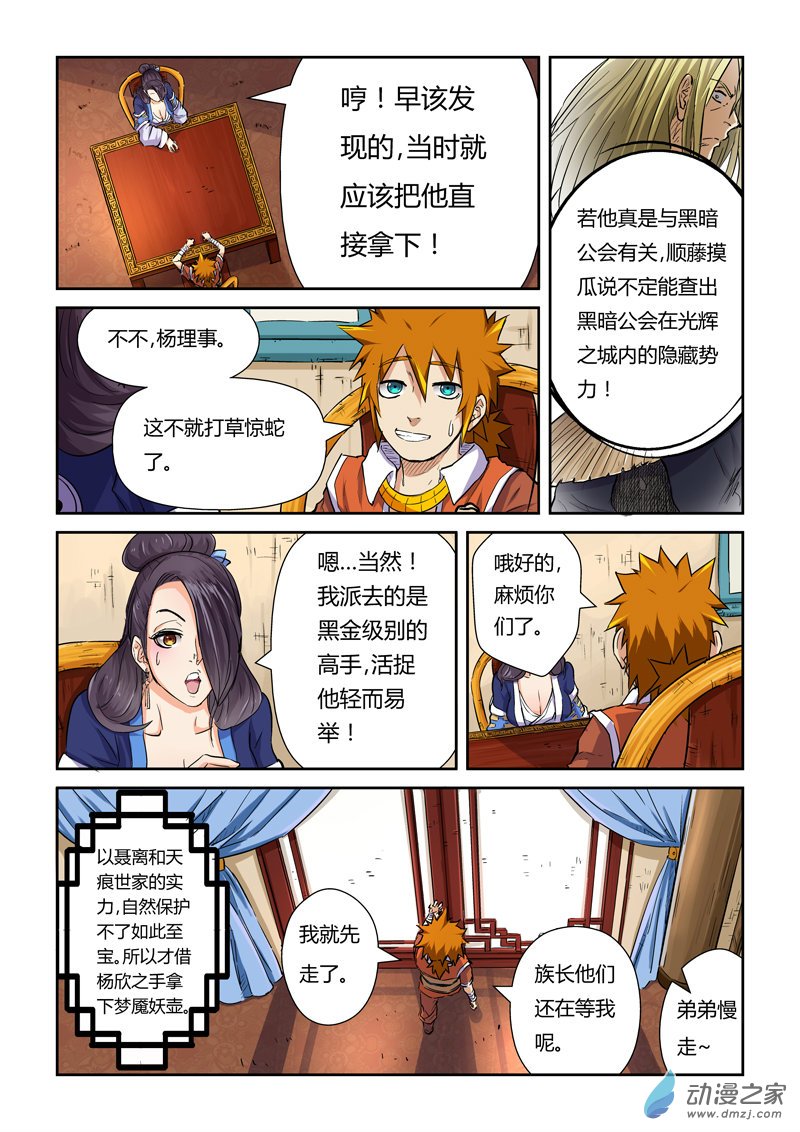 哼！早该发
现的，当时就
应该把他直
接拿下！
若他真是与黑暗
公会有关，顺藤摸
瓜说不定能查出
黑暗公会在光辉
之城内的隐藏势
力！
不不，杨理事。
这不就打草惊蛇
了。
嗯…当然！
我派去的是
黑金级别的
高手，活捉
他轻而易
举！
哦好的，
麻烦你
们了。
以聂离和天
痕世家的实
力，自然保护
不了如此至
宝。所以才借
杨欣之手拿
下梦魇妖壶。
我就先
走了。
族长他们
还在等我
呢。
弟弟慢
走~
动漫之家
www.dmzj.com